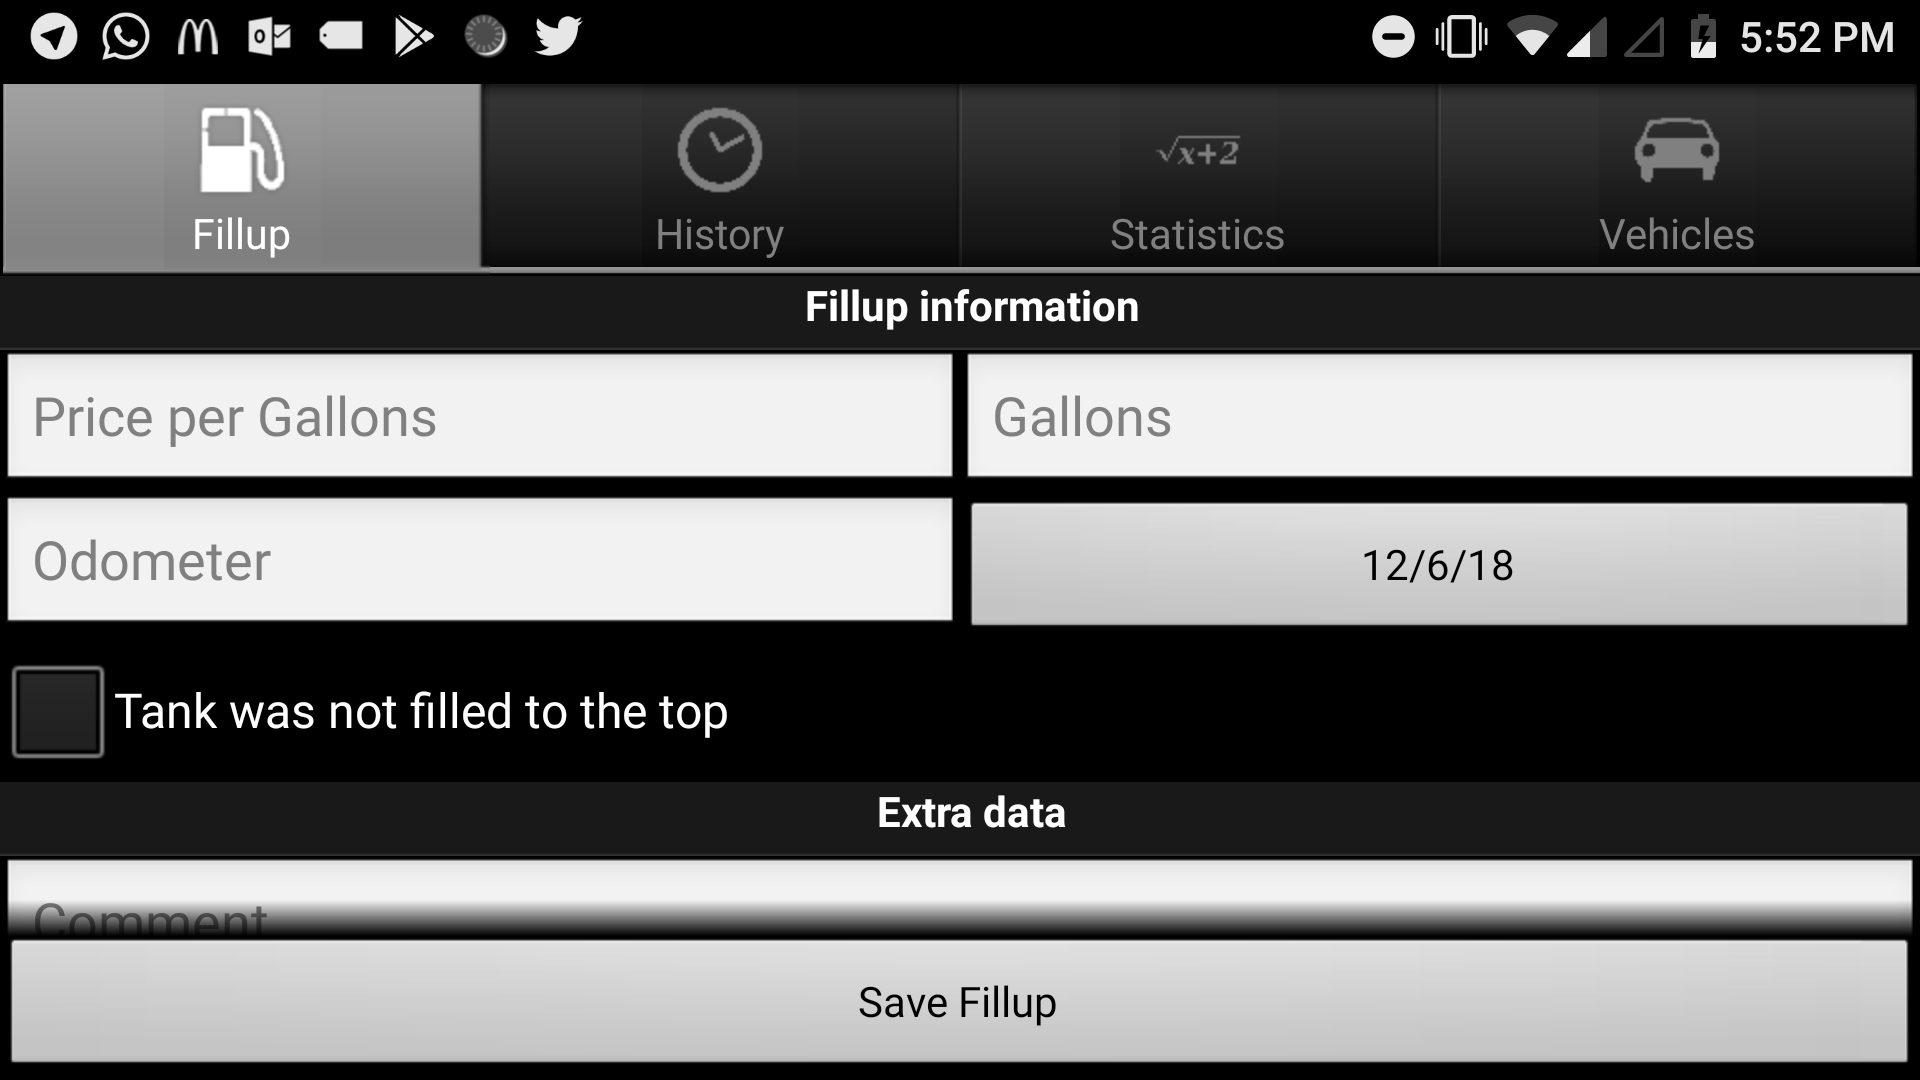 5:52 PM
Fillup
History
√x+2
Statistics
Vehicles
Fillup information
Price per Gallons
Gallons
Odometer
12/6/18
Tank was not filled to the top
Extra data
Comment
Save Fillup